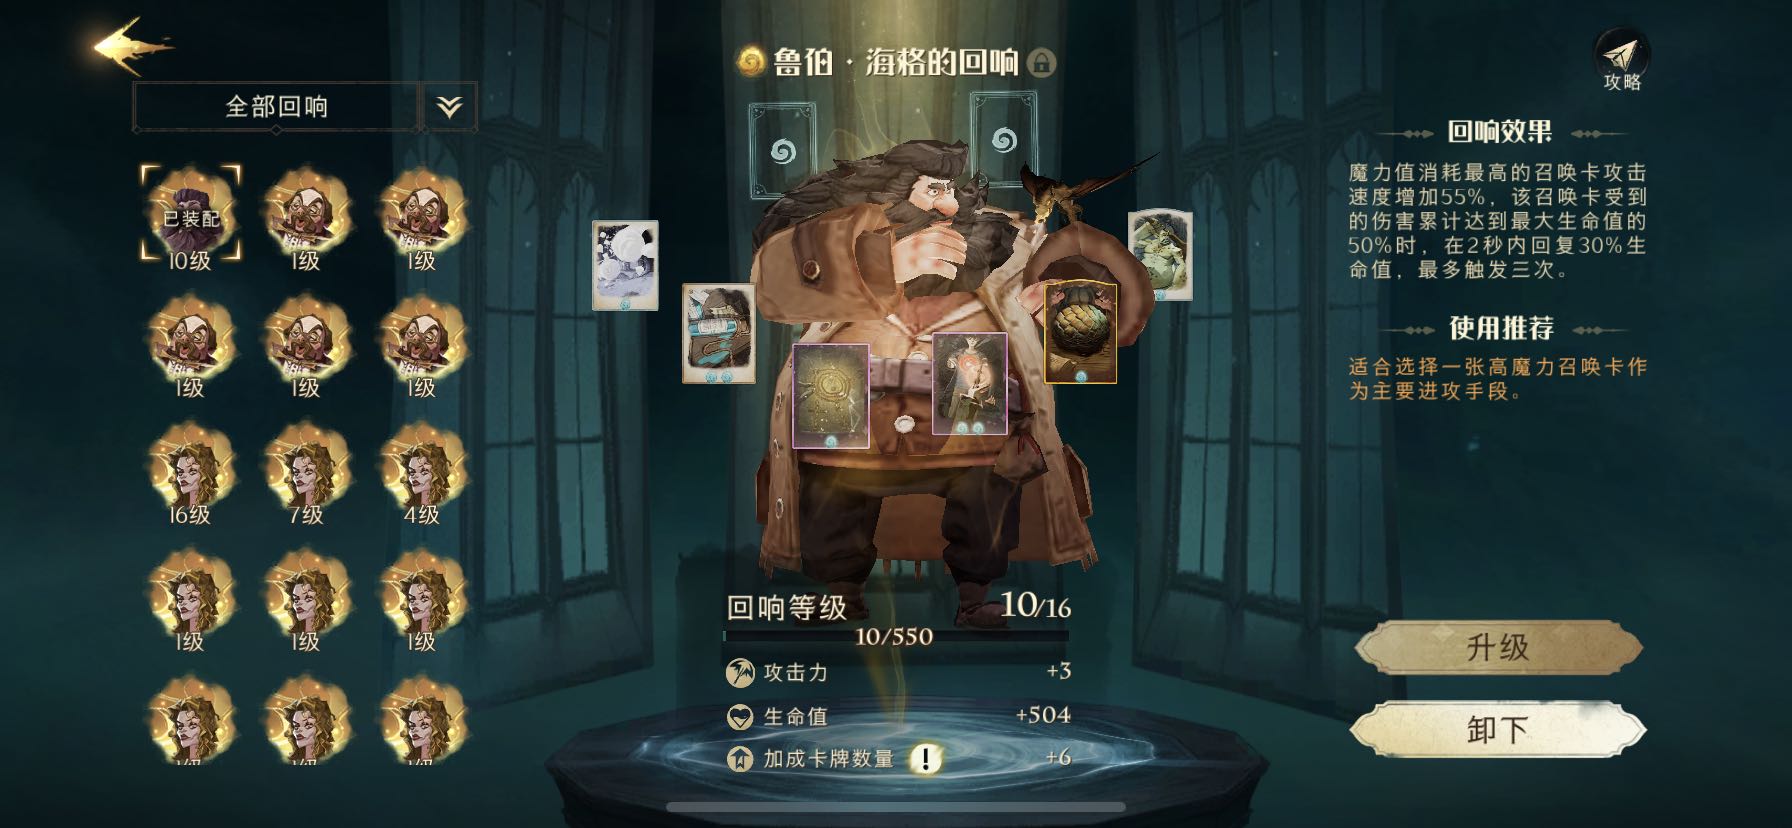 鲁伯·海格的回响
攻略
全部回响
已装配
10级
1级
1级
1级
1级
1级
16级
7级
4级
1级
1级
1级
回响等级
10/16
10/550
攻击力
+3
生命值
+504
加成卡牌数量
!
+6
回响效果
魔力值消耗最高的召唤卡攻击
速度增加55%，该召唤卡受到
的伤害累计达到最大生命值的
50%时，在2秒内回复30%生
命值，最多触发三次。
使用推荐
适合选择一张高魔力召唤卡作
为主要进攻手段。
升级
卸下